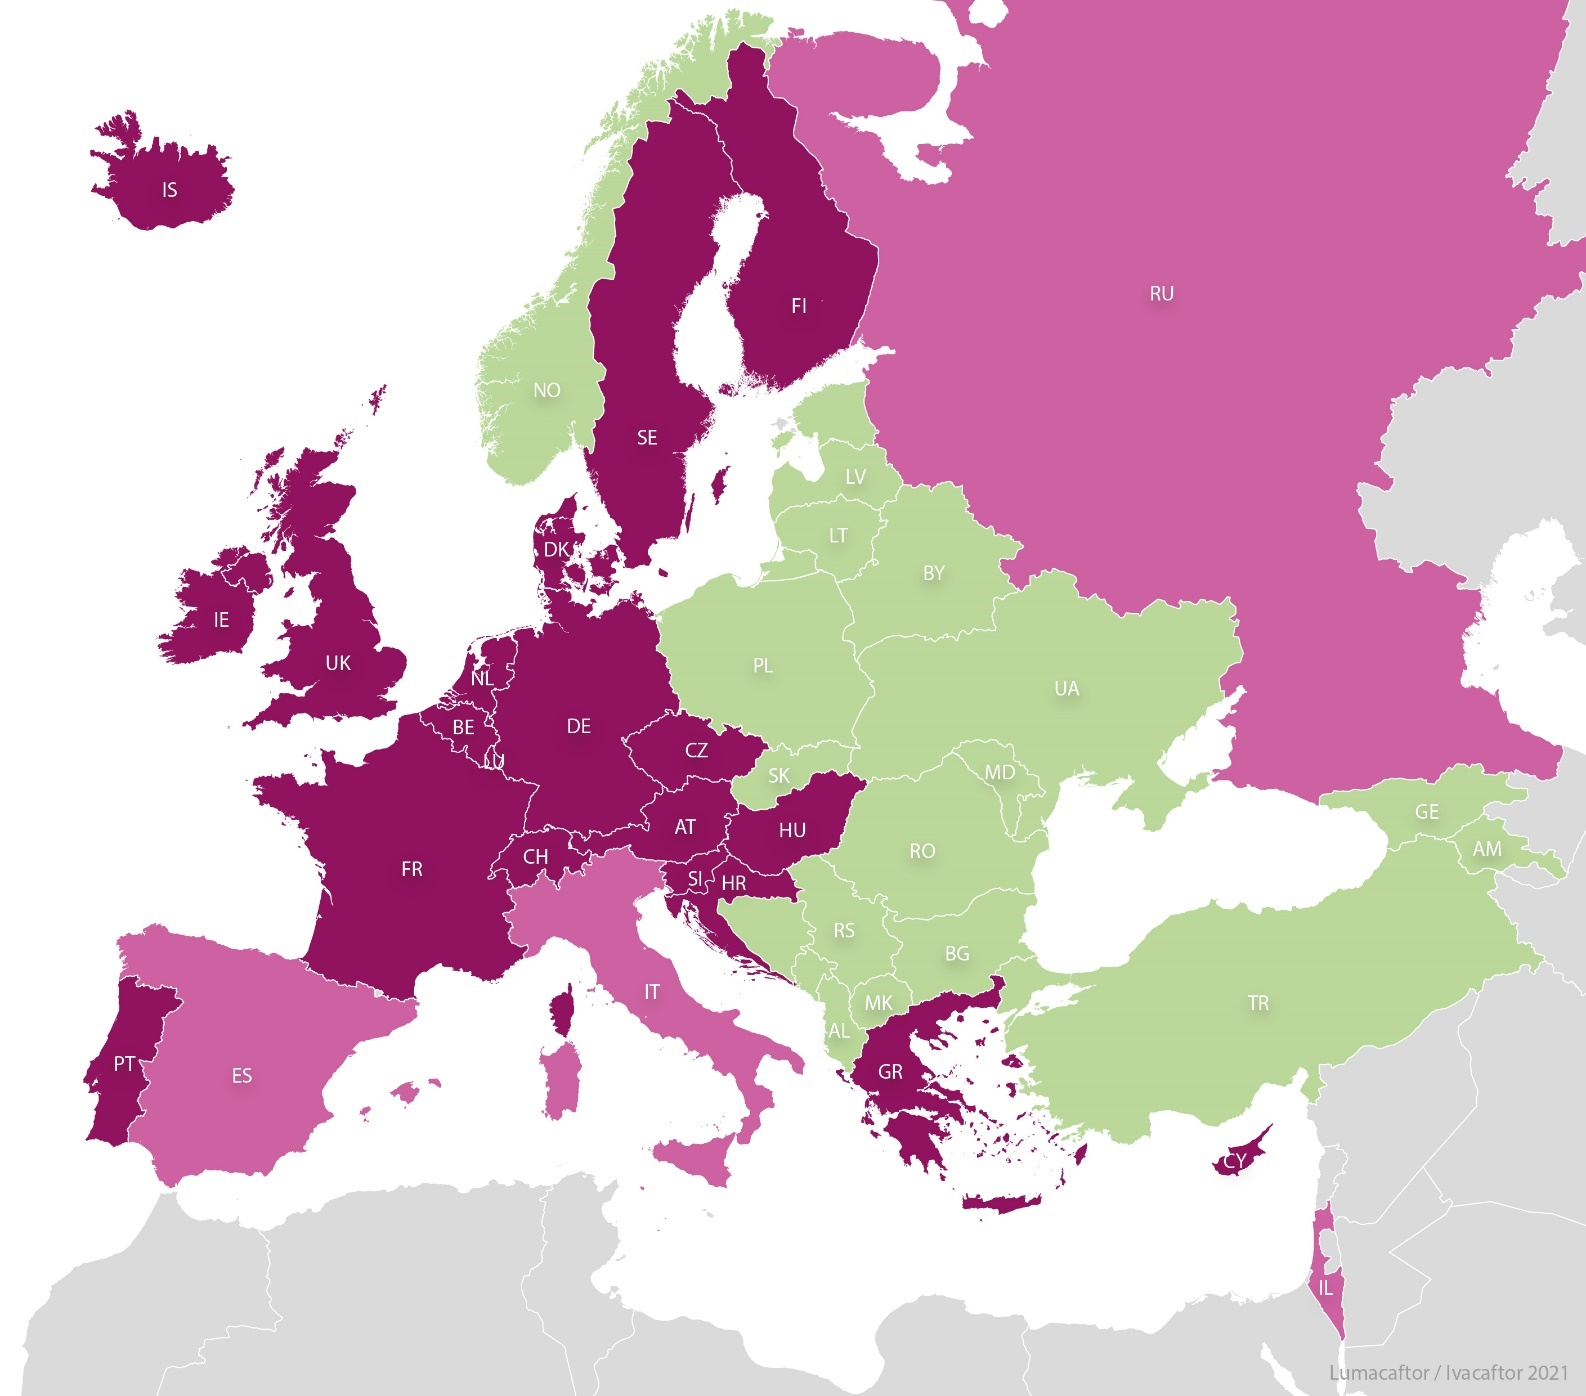 IS
RU
FI
NO
SE
LV
LT
DK
BY
IE
UK
NL
PL
UA
BE
DE
LU
CZ
SK
MD
AT
HU
GE
CH
RO
AM
FR
SI
HR
RS
BG
IT
MK
TR
AL
PT
ES
GR
CY
IL
Lumacaftor / Ivacaftor 2021